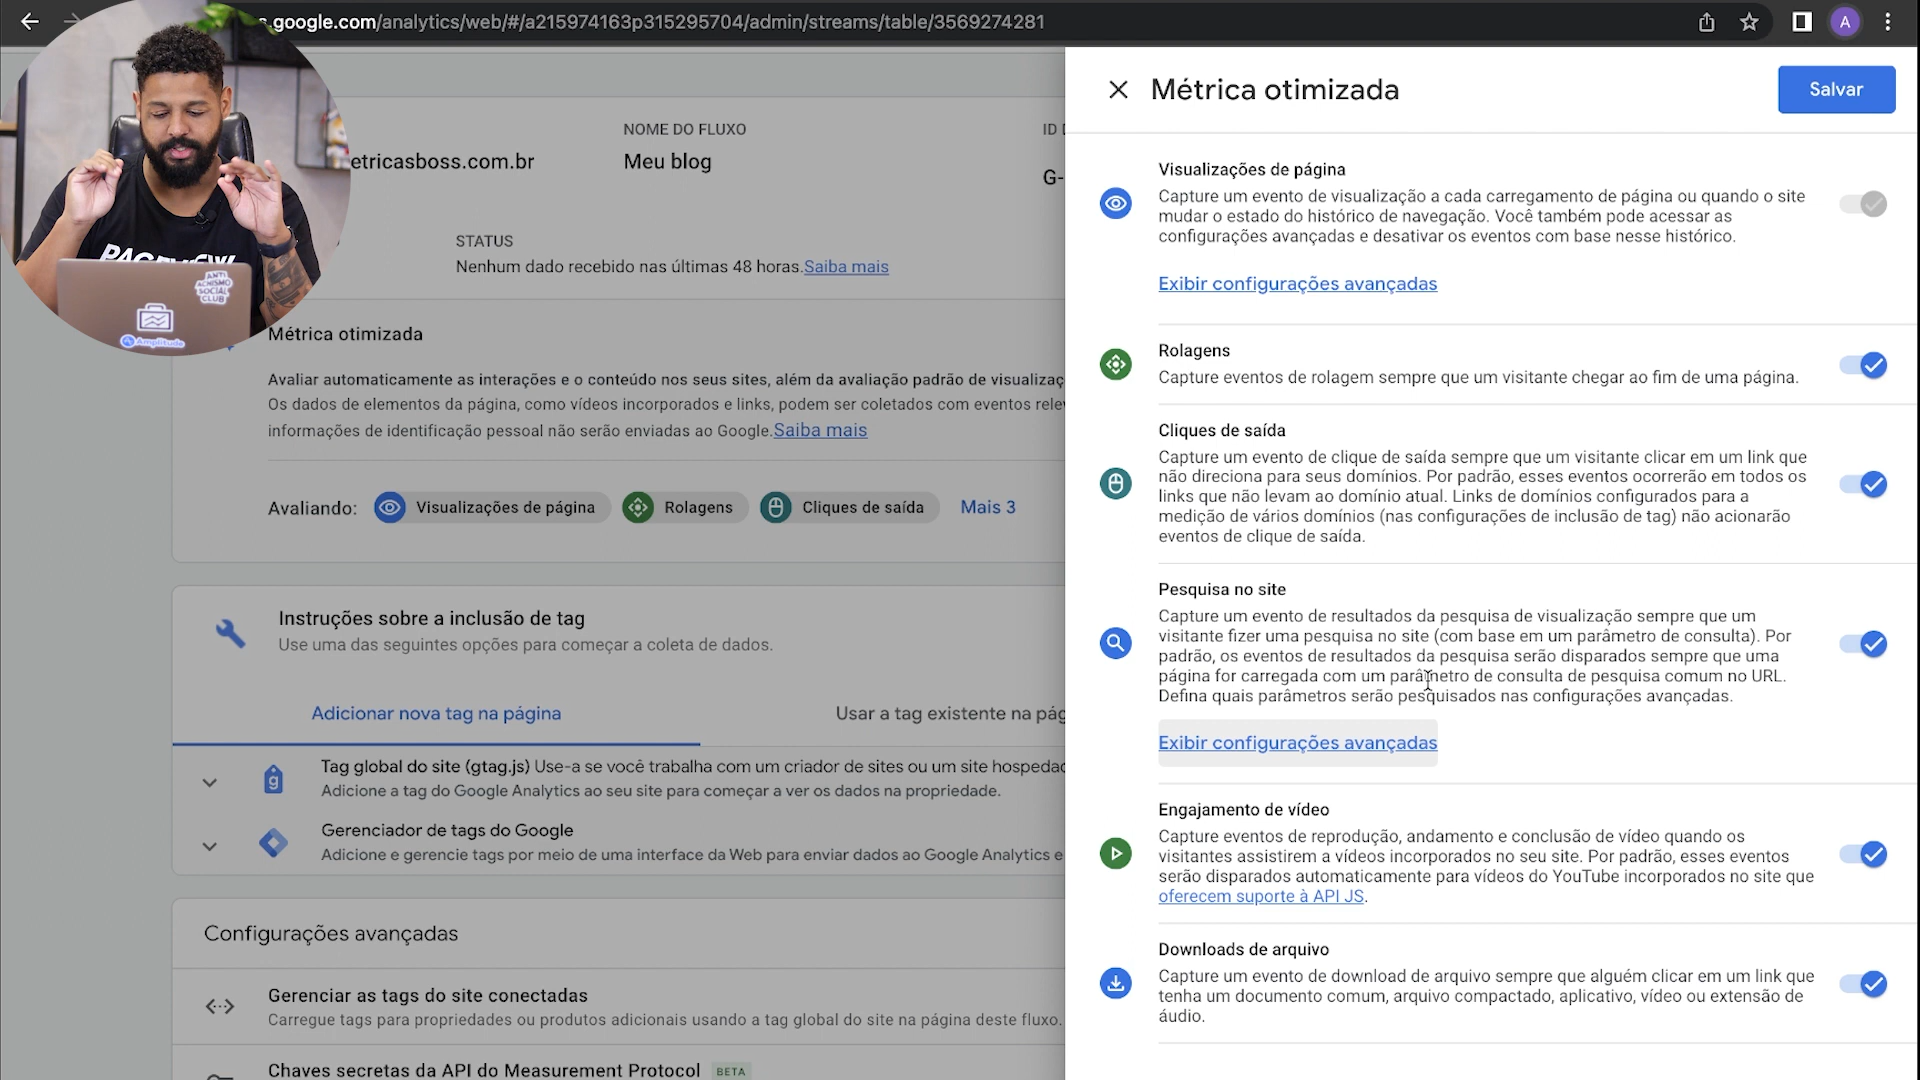 s.google.com/analytics/web/#/a215974163p315295704/admin/streams/table/3569274281
A
Métrica otimizada
Salvar
NOME DO FLUXO
etricasboss.com.br
Meu blog
G-
STATUS
Nenhum dado recebido nas últimas 48 horas.Saiba mais
Métrica otimizada
Avaliar automaticamente as interações e o conteúdo nos seus sites, além da avaliação padrão de
Os dados de elementos da página, como vídeos incorporados e links, podem ser coletados com eventos
informações de identificação pessoal não serão enviadas ao Google.Saiba mais
Avaliando:
Visualizações de página
Rolagens
Cliques de saída
Mais 3
Instruções sobre a inclusão de tag
Use uma das seguintes opções para começar a coleta de dados.
Adicionar nova tag na página
Usar a tag existente na
Tag global do site (gtag.js) Use-a se você trabalha com um criador de sites ou um site
Adicione a tag do Google Analytics ao seu site para começar a ver os dados na propriedade.
Gerenciador de tags do Google
Adicione e gerencie tags por meio de uma interface da Web para enviar dados ao Google Analytics e
Configurações avançadas
Gerenciar as tags do site conectadas
Carregue tags para propriedades ou produtos adicionais usando a tag global do site na página deste fluxo.
Chaves secretas da API do Measurement Protocol BETA
Visualizações de página
Capture um evento de visualização a cada carregamento de página ou quando o site
mudar o estado do histórico de navegação. Você também pode acessar as
configurações avançadas e desativar os eventos com base nesse histórico.
Exibir configurações avançadas
Rolagens
Capture eventos de rolagem sempre que um visitante chegar ao fim de uma página.
Cliques de saída
Capture um evento de clique de saída sempre que um visitante clicar em um link que
não direciona para seus domínios. Por padrão, esses eventos ocorrerão em todos os
links que não levam ao domínio atual. Links de domínios configurados para a
medição de vários domínios (nas configurações de inclusão de tag) não acionarão
eventos de clique de saída.
Pesquisa no site
Capture um evento de resultados da pesquisa de visualização sempre que um
visitante fizer uma pesquisa no site (com base em um parâmetro de consulta). Por
padrão, os eventos de resultados da pesquisa serão disparados sempre que uma
página for carregada com um parâmetro de consulta de pesquisa comum no URL.
Defina quais parâmetros serão pesquisados nas configurações avançadas.
Exibir configurações avançadas
Engajamento de vídeo
Capture eventos de reprodução, andamento e conclusão de vídeo quando os
visitantes assistirem a vídeos incorporados no seu site. Por padrão, esses eventos
serão disparados automaticamente para vídeos do YouTube incorporados no site que
oferecem suporte à API JS.
Downloads de arquivo
Capture um evento de download de arquivo sempre que alguém clicar em um link que
tenha um documento comum, arquivo compactado, aplicativo, vídeo ou extensão de
áudio.
PAGEVIEW
ANTI
ACHISMO
SOCIAL
CLUB
Amplitude